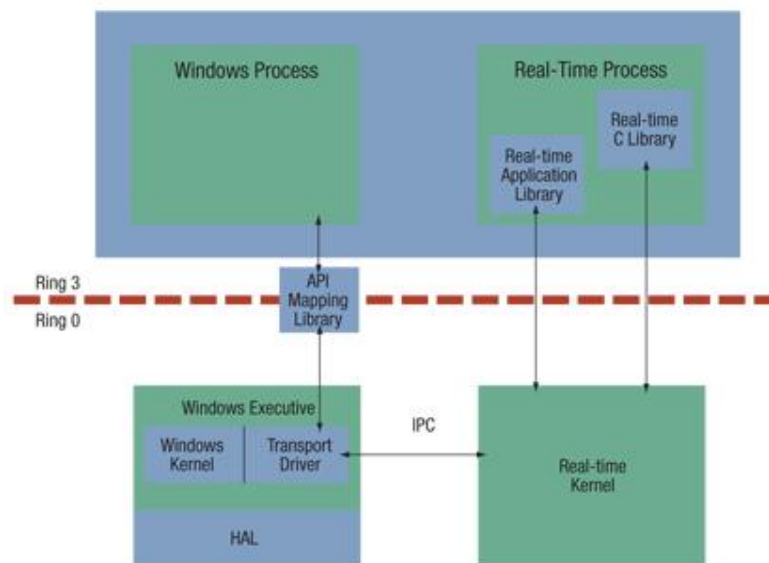 Windows Process
Real-Time Process
Real-time
C Library
Real-time
Application
Library
Ring 3
Ring 0
API
Mapping
Library
Windows Executive
Windows
Kernel
Transport
Driver
IPC
Real-time
Kernel
HAL